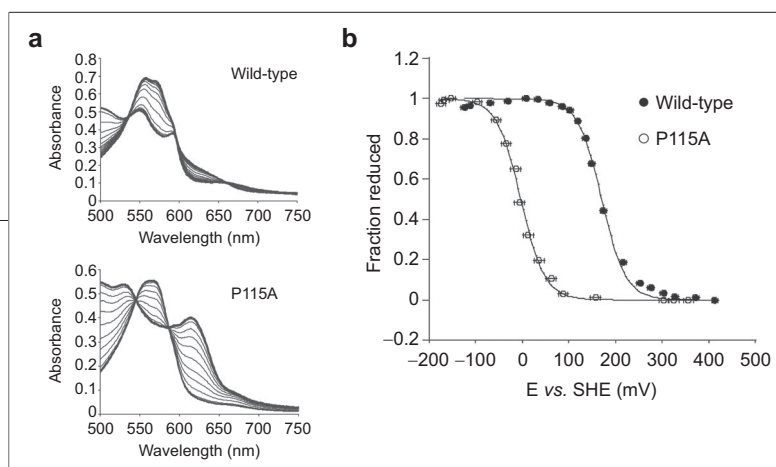 a
Wild-type
Absorbance
0.8
0.7
0.6
0.5
0.4
0.3
0.2
0.1
0
500 550 600 650 700 750
Wavelength (nm)
P115A
Absorbance
0.6
0.5
0.4
0.3
0.2
0.1
0
500 550 600 650 700 750
Wavelength (nm)
b
Fraction reduced
1.2
1
0.8
0.6
0.4
0.2
0
−0.2
Wild-type
P115A
−200 −100 0 100 200 300 400 500
E vs. SHE (mV)